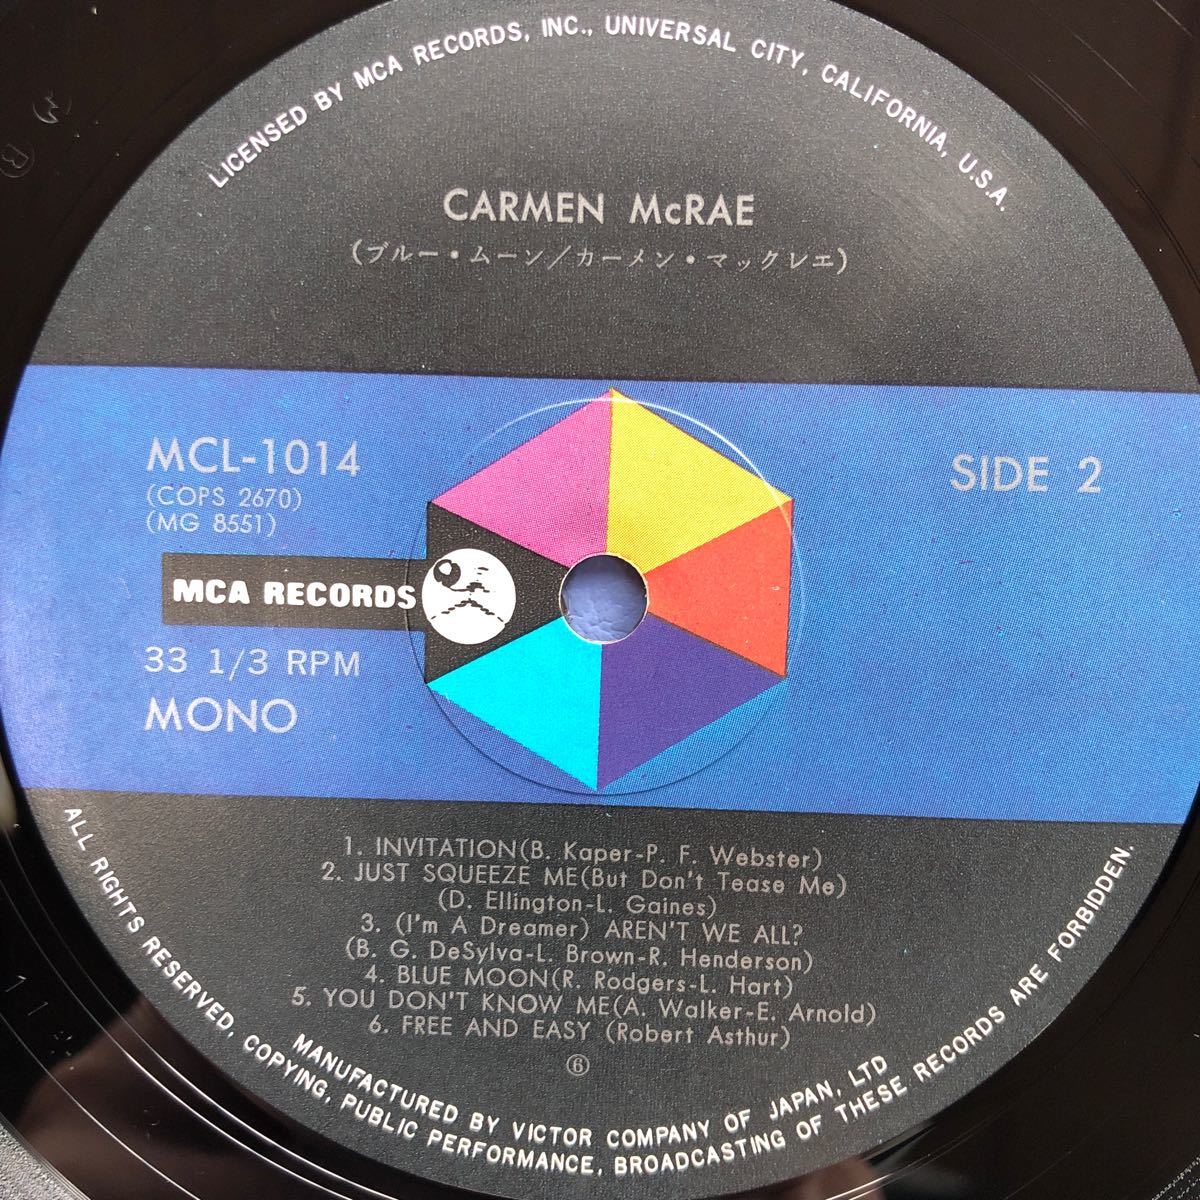 LICENSED BY MCA RECORDS, INC., UNIVERSAL CITY, CALIFORNIA, U.S.A.
CARMEN McRAE
(ブルー・ムーン/カーメン・マックレエ)
MCL-1014
(COPS 2670)
(MG 8551)
SIDE 2
MCA RECORDS
33 1/3 RPM
MONO
1. INVITATION(B. Kaper-P. F. Webster)
2. JUST SQUEEZE ME(But Don't Tease Me)
(D. Ellington-L. Gaines)
3. (I'm A Dreamer) AREN'T WE ALL?
(B. G. DeSylva-L. Brown-R. Henderson)
4. BLUE MOON(R. Rodgers-L. Hart)
5. YOU DON'T KNOW ME(A. Walker-E. Arnold)
6. FREE AND EASY (Robert Asthur)
⑥
MANUFACTURED BY VICTOR COMPANY OF JAPAN, LTD
ALL RIGHTS RESERVED, COPYING, PUBLIC PERFORMANCE, BROADCASTING OF THESE RECORDS ARE FORBIDDEN.